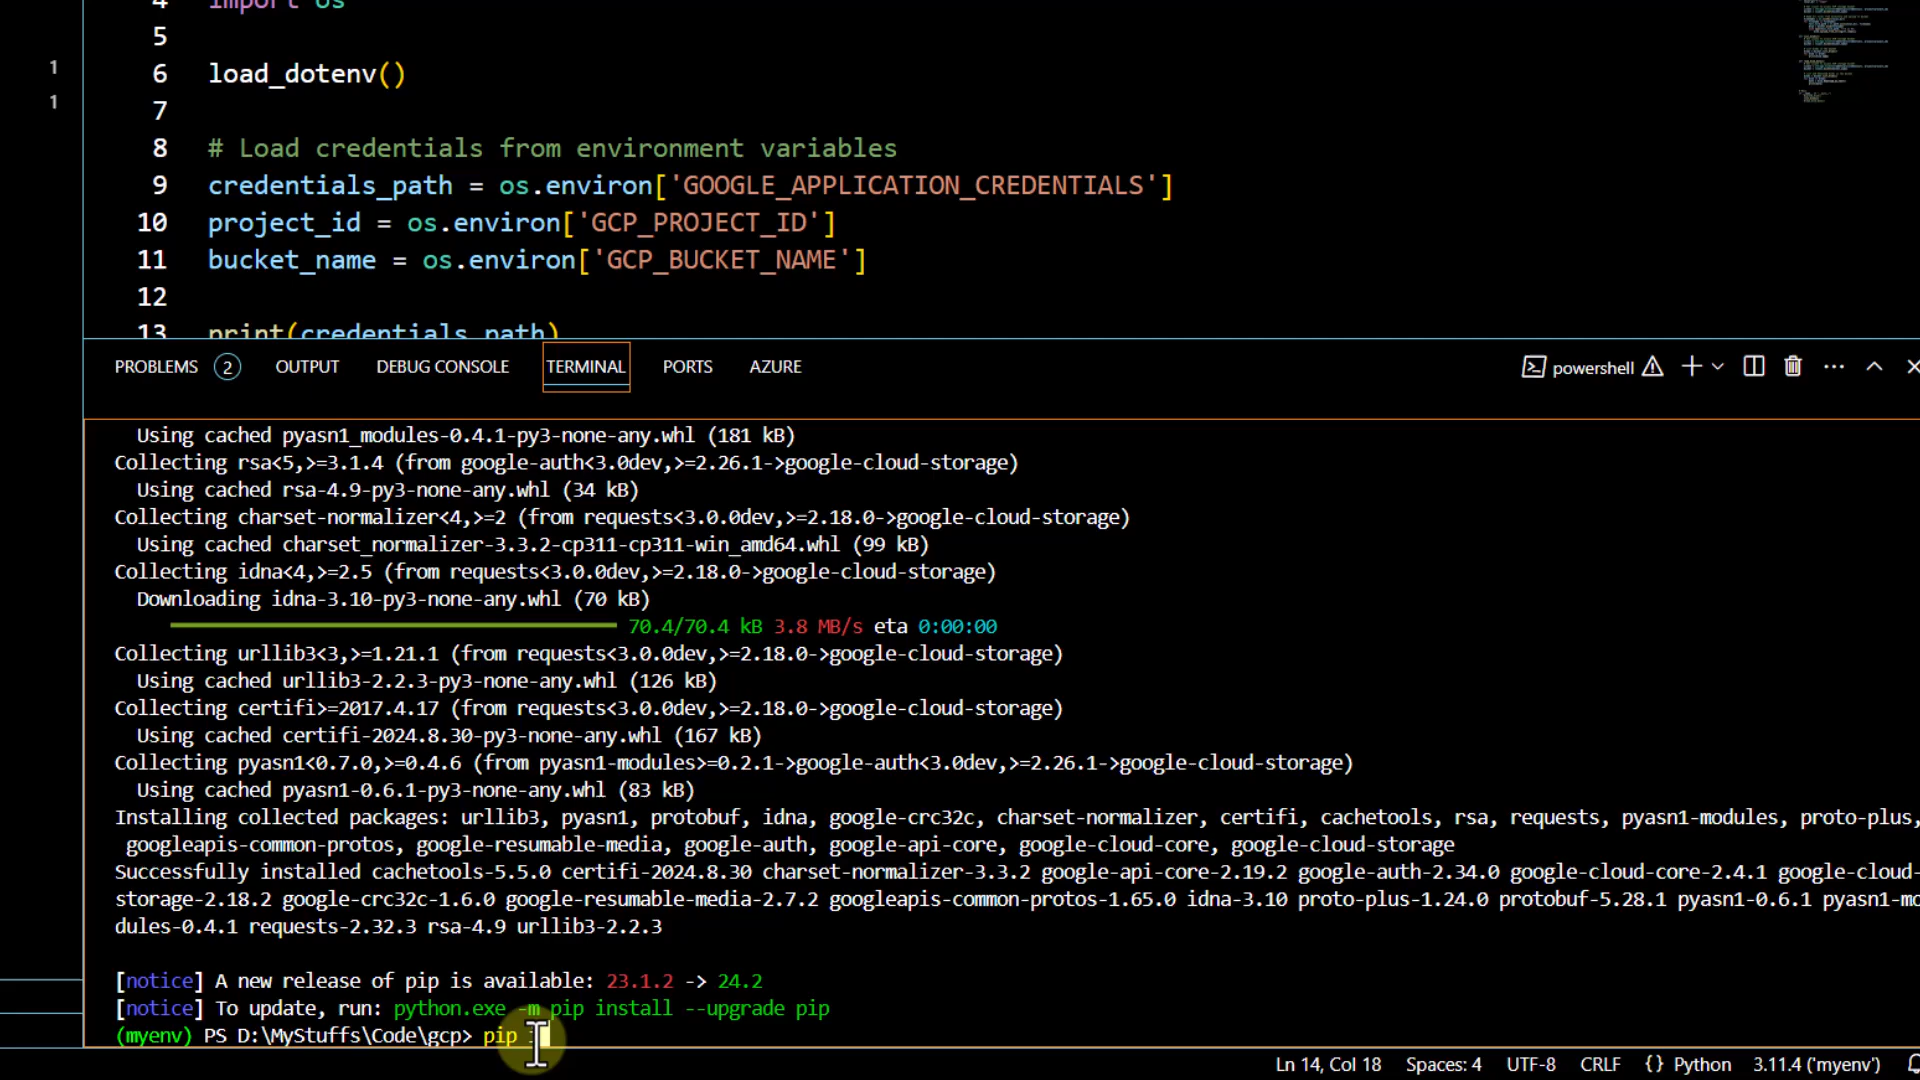 4 import os
5
1
6 load_dotenv()
1
7
8 # Load credentials from environment variables
9 credentials_path = os.environ['GOOGLE_APPLICATION_CREDENTIALS']
10 project_id = os.environ['GCP_PROJECT_ID']
11 bucket_name = os.environ['GCP_BUCKET_NAME']
12
13 print(credentials_path)
PROBLEMS 2 OUTPUT DEBUG CONSOLE TERMINAL PORTS AZURE powershell
Using cached pyasn1_modules-0.4.1-py3-none-any.whl (181 kB)
Collecting rsa<5,>=3.1.4 (from google-auth<3.0dev,>=2.26.1->google-cloud-storage)
Using cached rsa-4.9-py3-none-any.whl (34 kB)
Collecting charset-normalizer<4,>=2 (from requests<3.0.0dev,>=2.18.0->google-cloud-storage)
Using cached charset_normalizer-3.3.2-cp311-cp311-win_amd64.whl (99 kB)
Collecting idna<4,>=2.5 (from requests<3.0.0dev,>=2.18.0->google-cloud-storage)
Downloading idna-3.10-py3-none-any.whl (70 kB)
70.4/70.4 kB 3.8 MB/s eta 0:00:00
Collecting urllib3<3,>=1.21.1 (from requests<3.0.0dev,>=2.18.0->google-cloud-storage)
Using cached urllib3-2.2.3-py3-none-any.whl (126 kB)
Collecting certifi>=2017.4.17 (from requests<3.0.0dev,>=2.18.0->google-cloud-storage)
Using cached certifi-2024.8.30-py3-none-any.whl (167 kB)
Collecting pyasn1<0.7.0,>=0.4.6 (from pyasn1-modules>=0.2.1->google-auth<3.0dev,>=2.26.1->google-cloud-storage)
Using cached pyasn1-0.6.1-py3-none-any.whl (83 kB)
Installing collected packages: urllib3, pyasn1, protobuf, idna, google-crc32c, charset-normalizer, certifi, cachetools, rsa, requests, pyasn1-modules, proto-plus,
googleapis-common-protos, google-resumable-media, google-auth, google-api-core, google-cloud-core, google-cloud-storage
Successfully installed cachetools-5.5.0 certifi-2024.8.30 charset-normalizer-3.3.2 google-api-core-2.19.2 google-auth-2.34.0 google-cloud-core-2.4.1 google-cloud-
storage-2.18.2 google-crc32c-1.6.0 google-resumable-media-2.7.2 googleapis-common-protos-1.65.0 idna-3.10 proto-plus-1.24.0 protobuf-5.28.1 pyasn1-0.6.1 pyasn1-mo
dules-0.4.1 requests-2.32.3 rsa-4.9 urllib3-2.2.3
[notice] A new release of pip is available: 23.1.2 -> 24.2
[notice] To update, run: python.exe -m pip install --upgrade pip
(myenv) PS D:\MyStuffs\Code\gcp> pip
Ln 14, Col 18 Spaces: 4 UTF-8 CRLF {} Python 3.11.4 ('myenv')